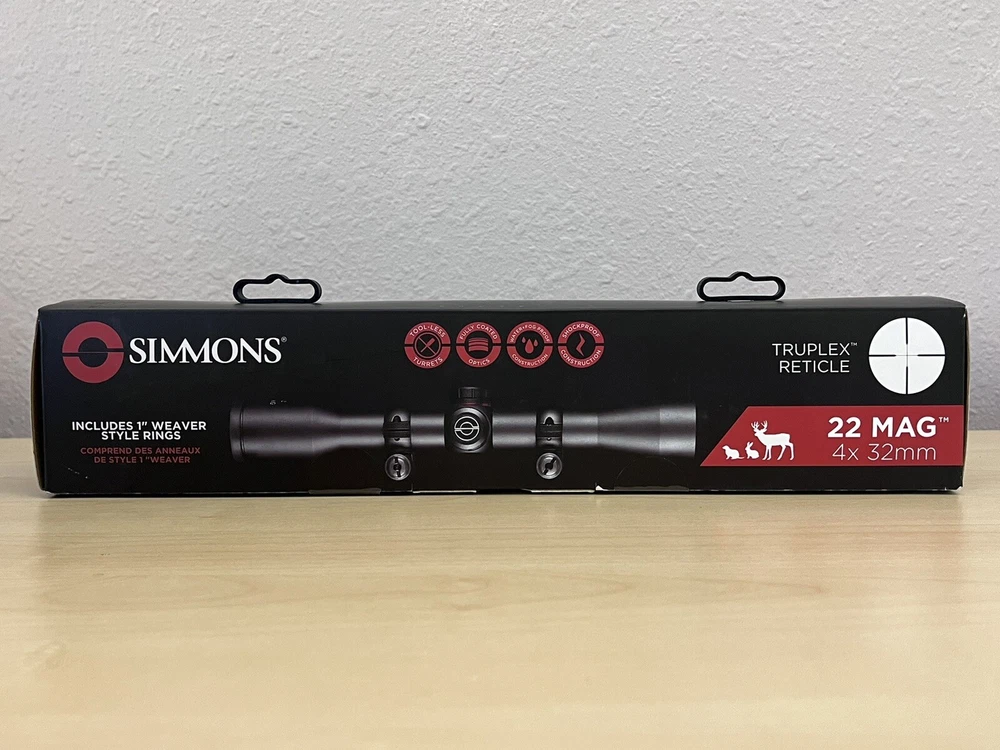 SIMMONS®
INCLUDES 1" WEAVER
STYLE RINGS
COMPREND DES ANNEAUX
DE STYLE 1 "WEAVER
TOOL-LESS
TURRETS
FULLY COATED
OPTICS
WATER+FOG PROOF
CONSTRUCTION
SHOCKPROOF
CONSTRUCTION
TRUPLEX™
RETICLE
22 MAG™
4x 32mm